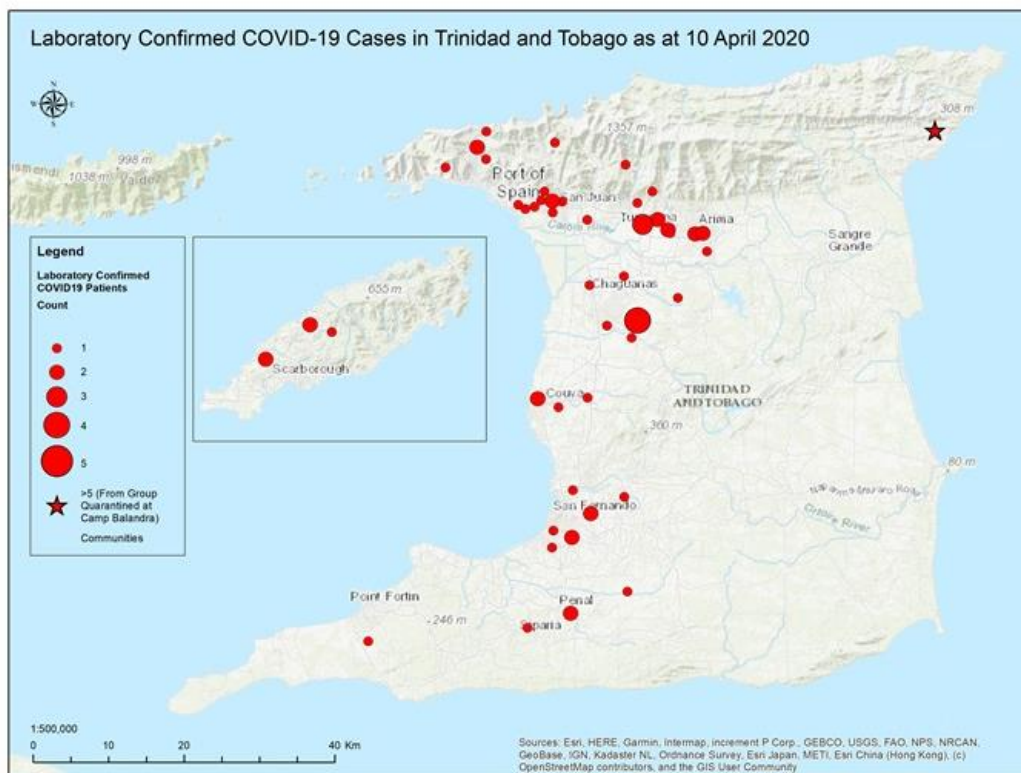 Laboratory Confirmed COVID-19 Cases in Trinidad and Tobago as at 10 April 2020
N
W
E
S
308 m
1357 m
998 m
1038 m
Port of
Spain
San Juan
Arima
Caroni River
Sangre
Grande
Chaguanas
Legend
Laboratory Confirmed
COVID19 Patients
Count
1
2
3
4
5
>5 (From Group
Quarantined at
Camp Balandra)
Communities
655 m
Scarborough
TRINIDAD
AND TOBAGO
Couva
360 m
80 m
San Fernando
Ortoire River
Point Fortin
Penal
246 m
Siparia
1:500,000
0 10 20 40 Km
Sources: Esri, HERE, Garmin, Intermap, increment P Corp., GEBCO, USGS, FAO, NPS, NRCAN,
GeoBase, IGN, Kadaster NL, Ordnance Survey, Esri Japan, METI, Esri China (Hong Kong), (c)
OpenStreetMap contributors, and the GIS User Community